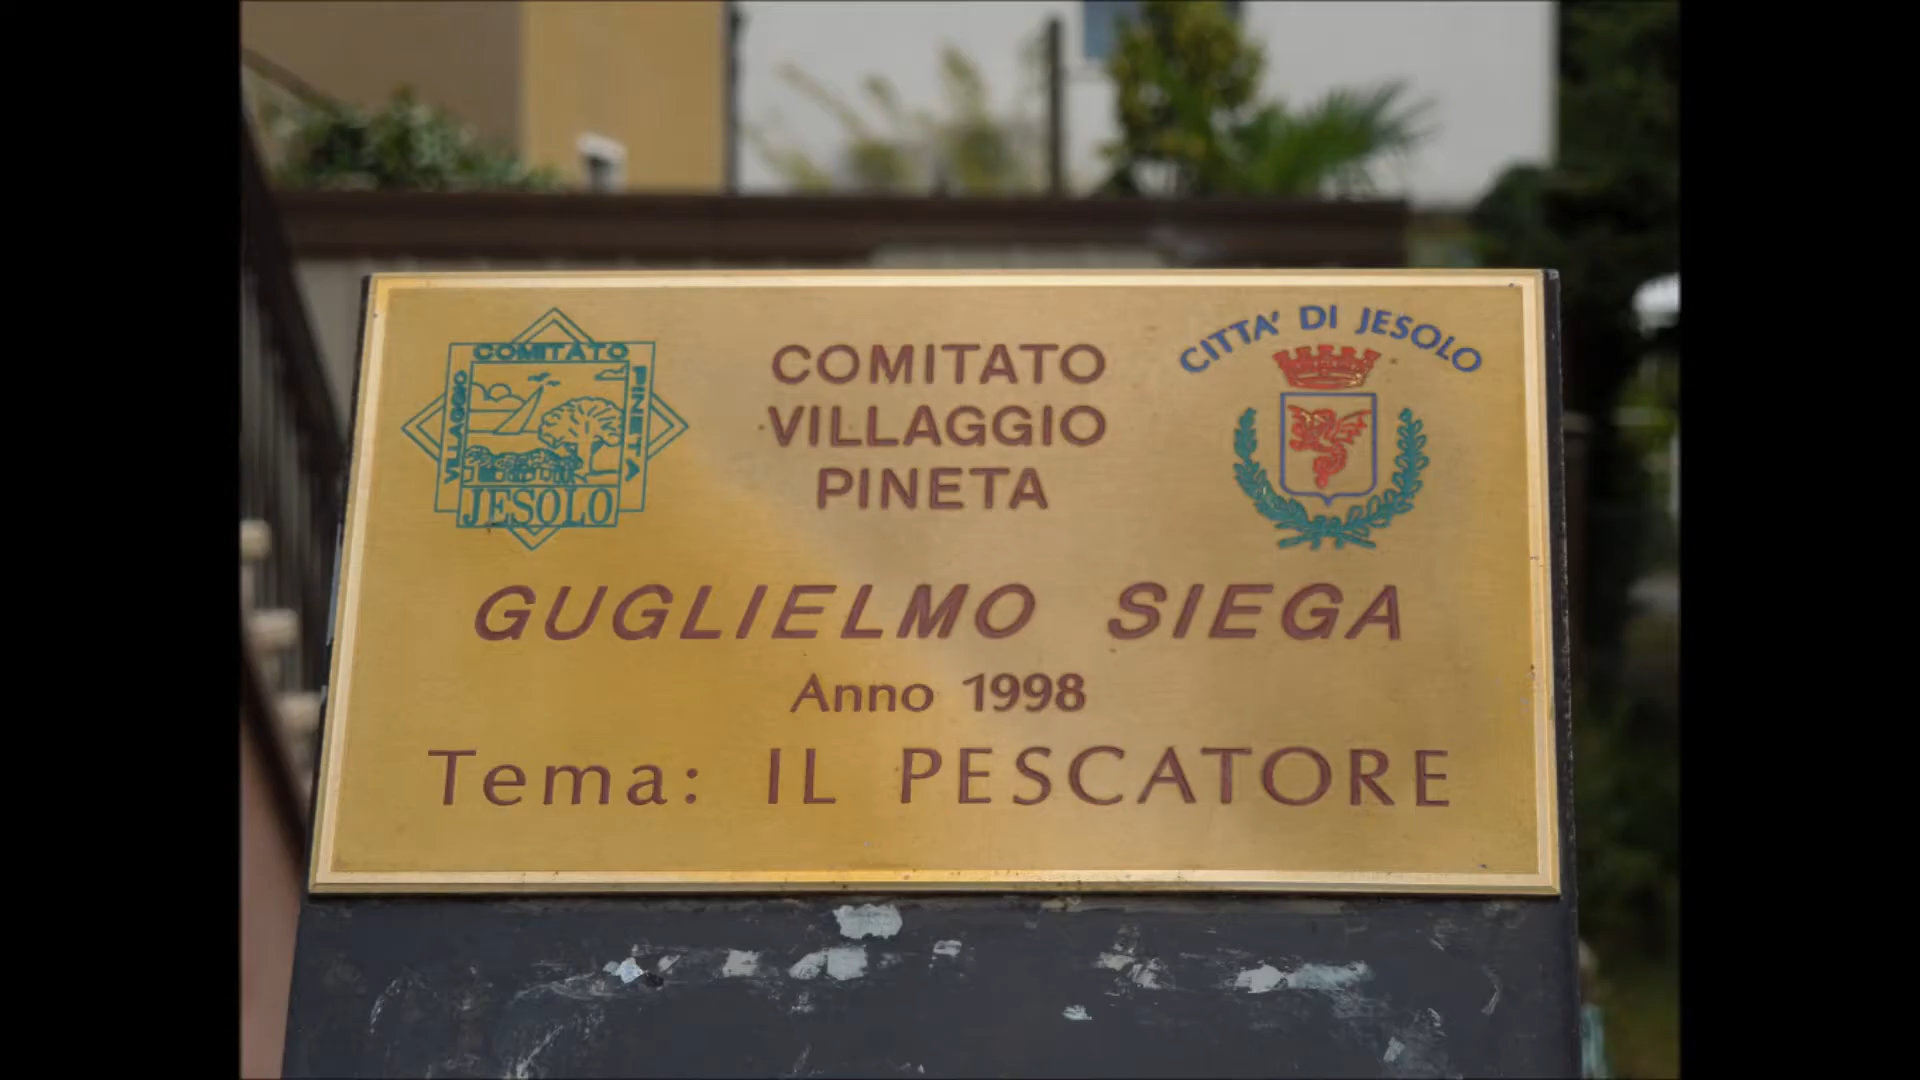 COMITATO
VILLAGGIO
PINETA
JESOLO
COMITATO
VILLAGGIO
PINETA
CITTA' DI JESOLO
GUGLIELMO SIEGA
Anno 1998
Tema: IL PESCATORE